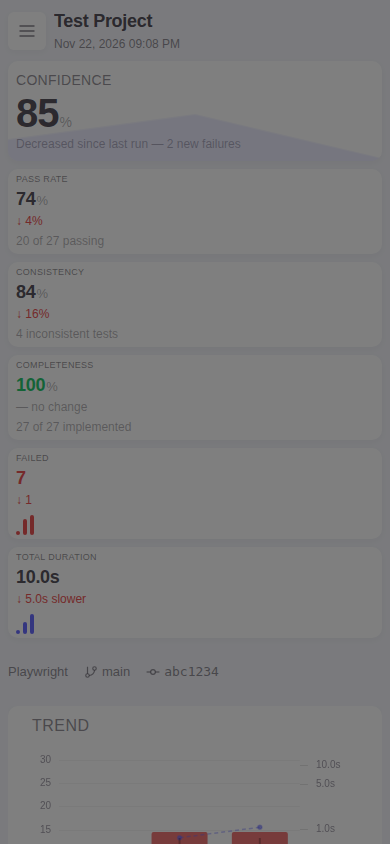 Test Project
Nov 22, 2026 09:08 PM
CONFIDENCE
85%
Decreased since last run — 2 new failures
PASS RATE
74%
↓ 4%
20 of 27 passing
CONSISTENCY
84%
↓ 16%
4 inconsistent tests
COMPLETENESS
100%
— no change
27 of 27 implemented
FAILED
7
↓ 1
TOTAL DURATION
10.0s
↓ 5.0s slower
Playwright main abc1234
TREND
30
10.0s
25
5.0s
20
15
1.0s